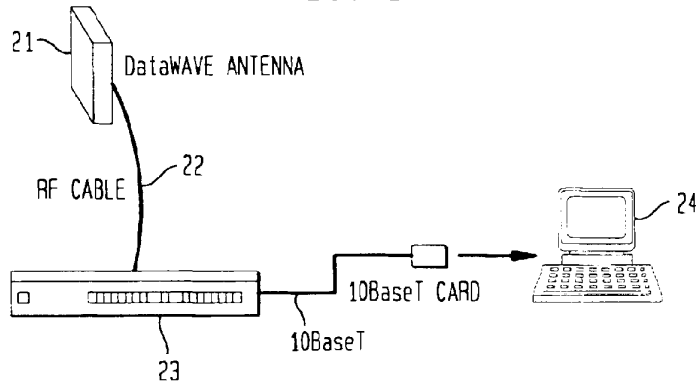 21
DataWAVE ANTENNA
22
RF CABLE
24
10BaseT CARD
10BaseT
23